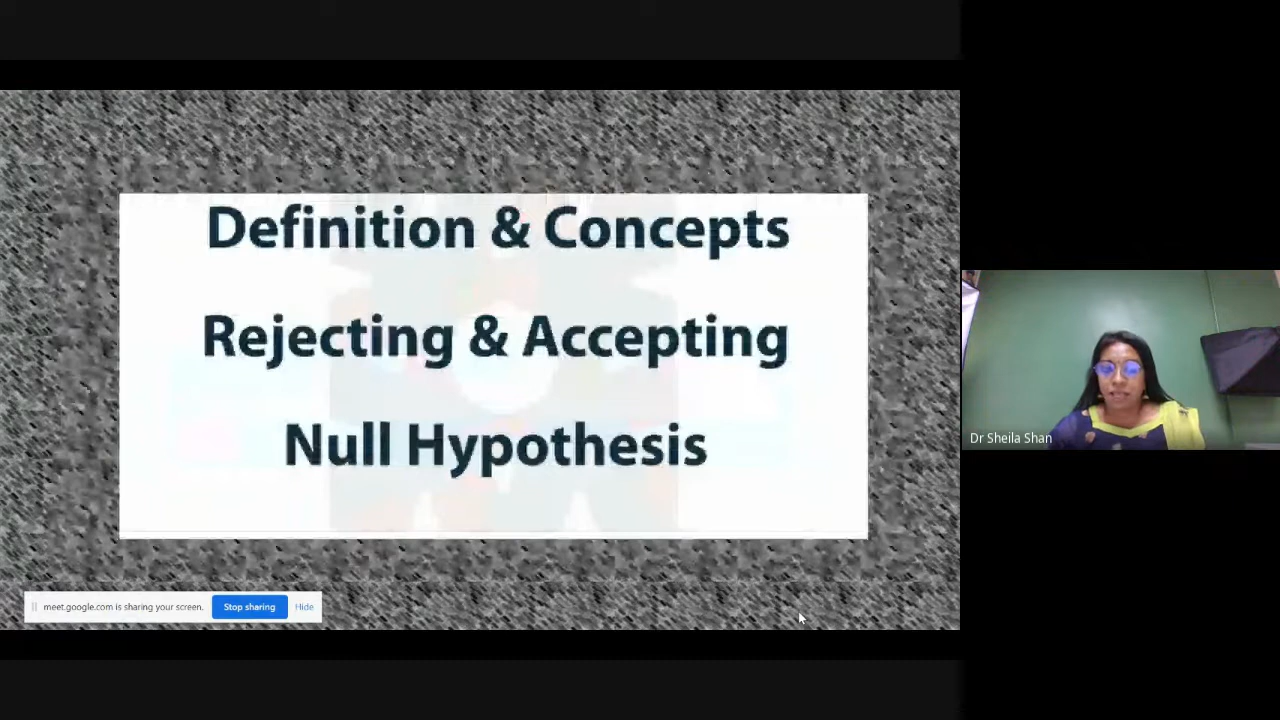 Definition & Concepts
Rejecting & Accepting
Null Hypothesis
Dr Sheila Shan
meet.google.com is sharing your screen.
Stop sharing
Hide